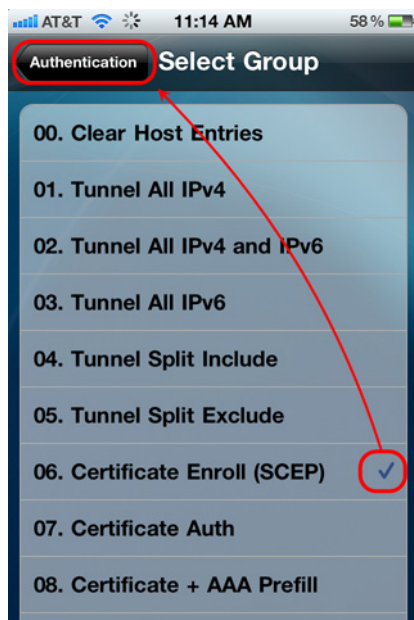 AT&T 11:14 AM 58%
Authentication Select Group
00. Clear Host Entries
01. Tunnel All IPv4
02. Tunnel All IPv4 and IPv6
03. Tunnel All IPv6
04. Tunnel Split Include
05. Tunnel Split Exclude
06. Certificate Enroll (SCEP)
07. Certificate Auth
08. Certificate + AAA Prefill